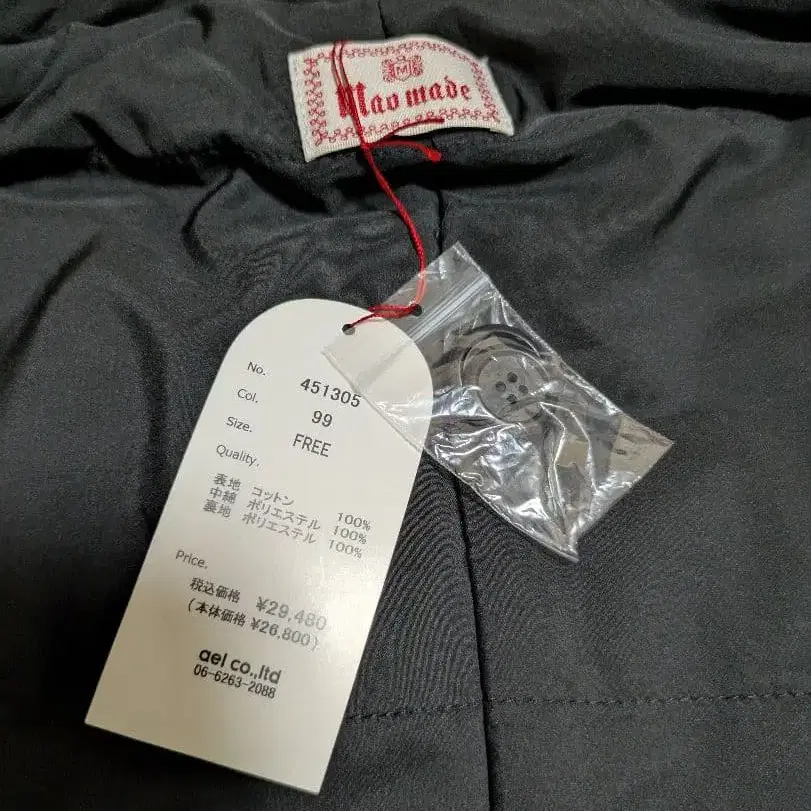 M
Mao made
No. 451305
Col. 99
Size. FREE
Quality.
表地 コットン 100%
中綿 ポリエステル 100%
裏地 ポリエステル 100%
Price.
税込価格 ¥29,480
(本体価格 ¥26,800)
ael co.,ltd
06-6263-2088